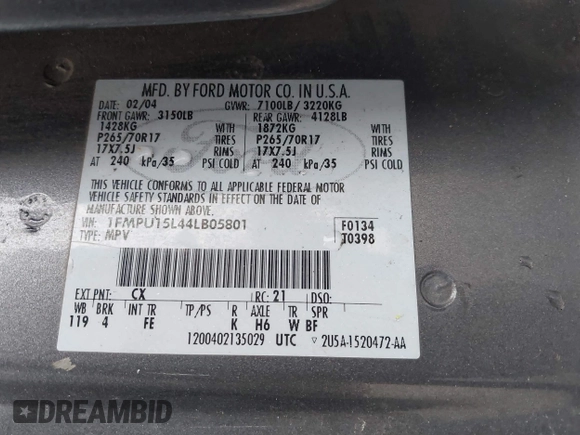 MFD. BY FORD MOTOR CO. IN U.S.A.
DATE: 02/04 GVWR: 7100LB/ 3220KG
FRONT GAWR: 3150LB REAR GAWR: 4128LB
1428KG WITH 1872KG WITH
P265/70R17 TIRES P265/70R17 TIRES
17X7.5J RIMS 17X7.5J RIMS
AT 240 kPa/35 PSI COLD AT 240 kPa/35 PSI COLD
THIS VEHICLE CONFORMS TO ALL APPLICABLE FEDERAL MOTOR
VEHICLE SAFETY STANDARDS IN EFFECT ON THE DATE OF
MANUFACTURE SHOWN ABOVE.
VIN: 1FMPU15L44LB05801 F0134
TYPE: MPV T0398
EXT PNT: CX RC: 21 DSO:
WB BRK INT TR TP/PS R AXLE TR SPR
119 4 FE K H6 W BF
1200402135029 UTC ▽ 2U5A-1520472-AA
Ford
DREAMBID